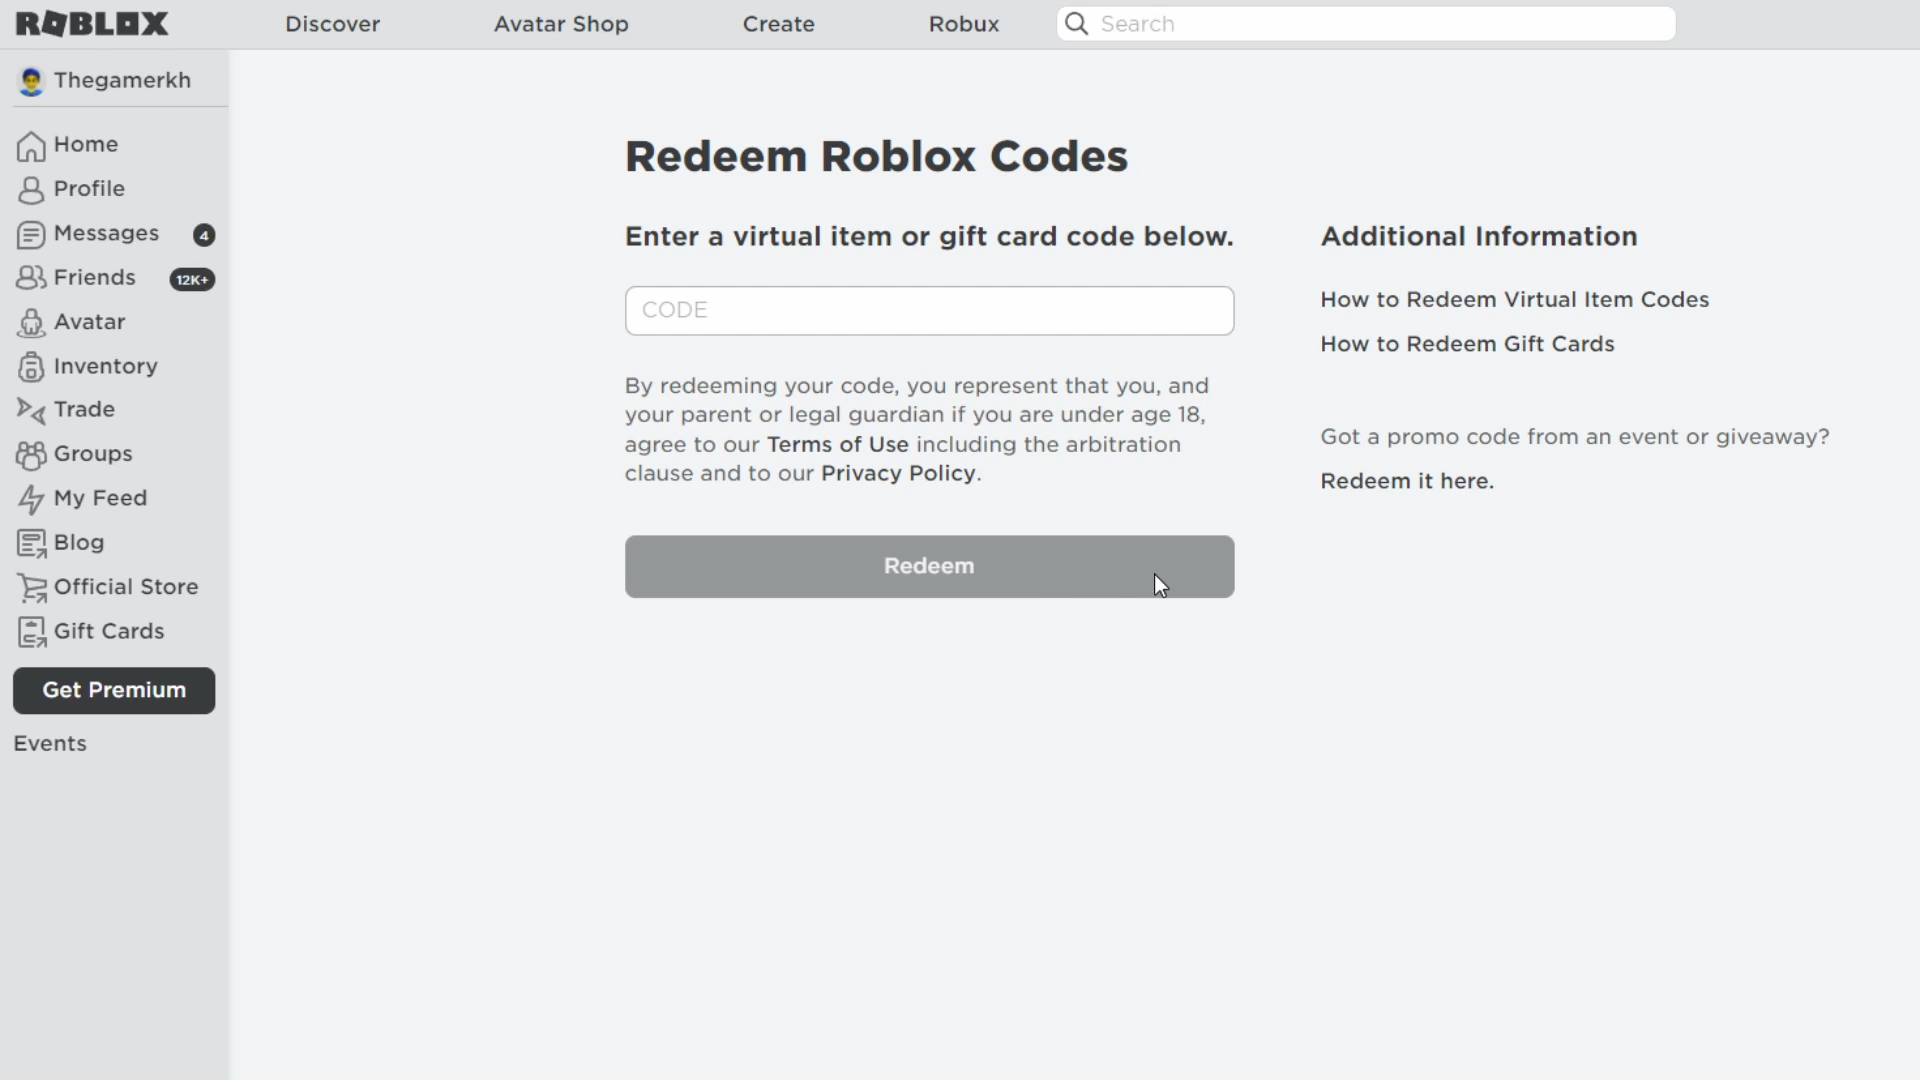 ROBLOX
Discover
Avatar Shop
Create
Robux
Search
Thegamerkh
Home
Profile
Messages 4
Friends 12K+
Avatar
Inventory
Trade
Groups
My Feed
Blog
Official Store
Gift Cards
Get Premium
Events
Redeem Roblox Codes
Enter a virtual item or gift card code below.
CODE
By redeeming your code, you represent that you, and
your parent or legal guardian if you are under age 18,
agree to our Terms of Use including the arbitration
clause and to our Privacy Policy.
Redeem
Additional Information
How to Redeem Virtual Item Codes
How to Redeem Gift Cards
Got a promo code from an event or giveaway?
Redeem it here.